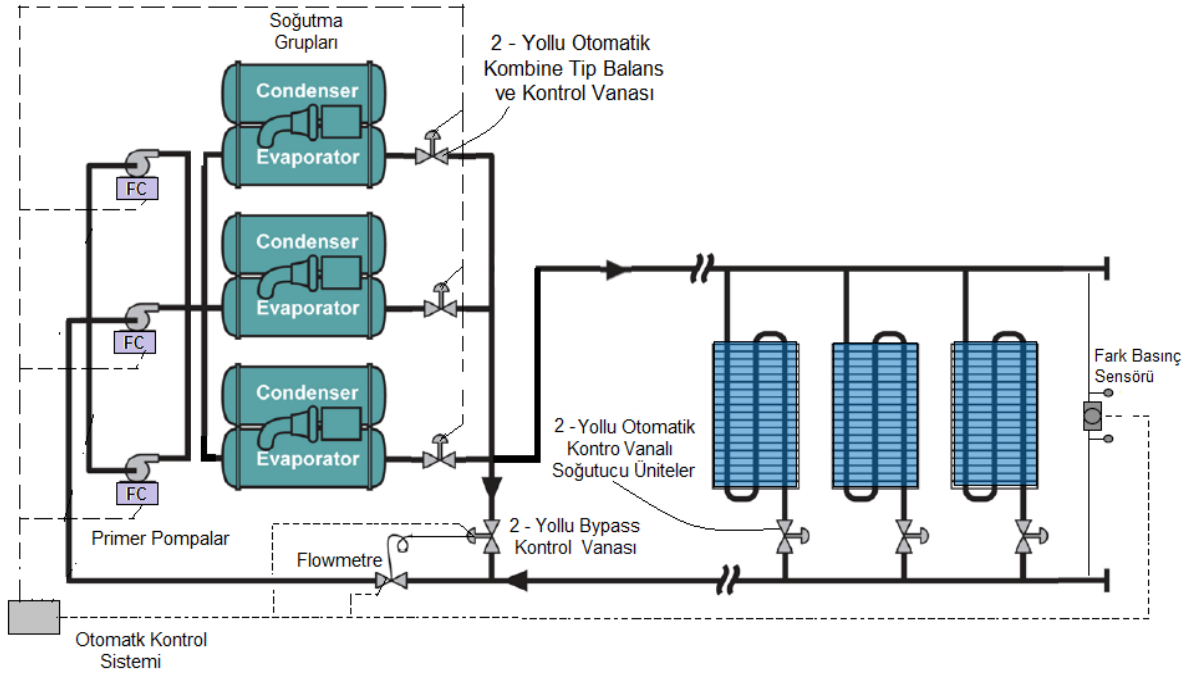 Soğutma
Grupları
2 - Yollu Otomatik
Kombine Tip Balans
ve Kontrol Vanası
Condenser
Evaporator
FC
Condenser
Evaporator
FC
Condenser
Evaporator
FC
Primer Pompalar
Fark Basınç
Sensörü
2 -Yollu Otomatik
Kontro Vanalı
Soğutucu Üniteler
2 - Yollu Bypass
Kontrol Vanası
Flowmetre
Otomatk Kontrol
Sistemi